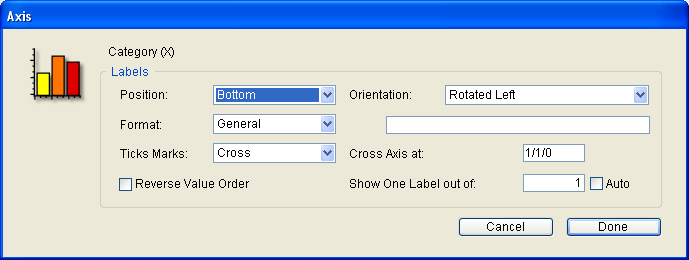 Axis
Category (X)
Labels
Position: Bottom Orientation: Rotated Left
Format: General
Ticks Marks: Cross Cross Axis at: 1/1/0
Reverse Value Order Show One Label out of: 1 Auto
Cancel Done